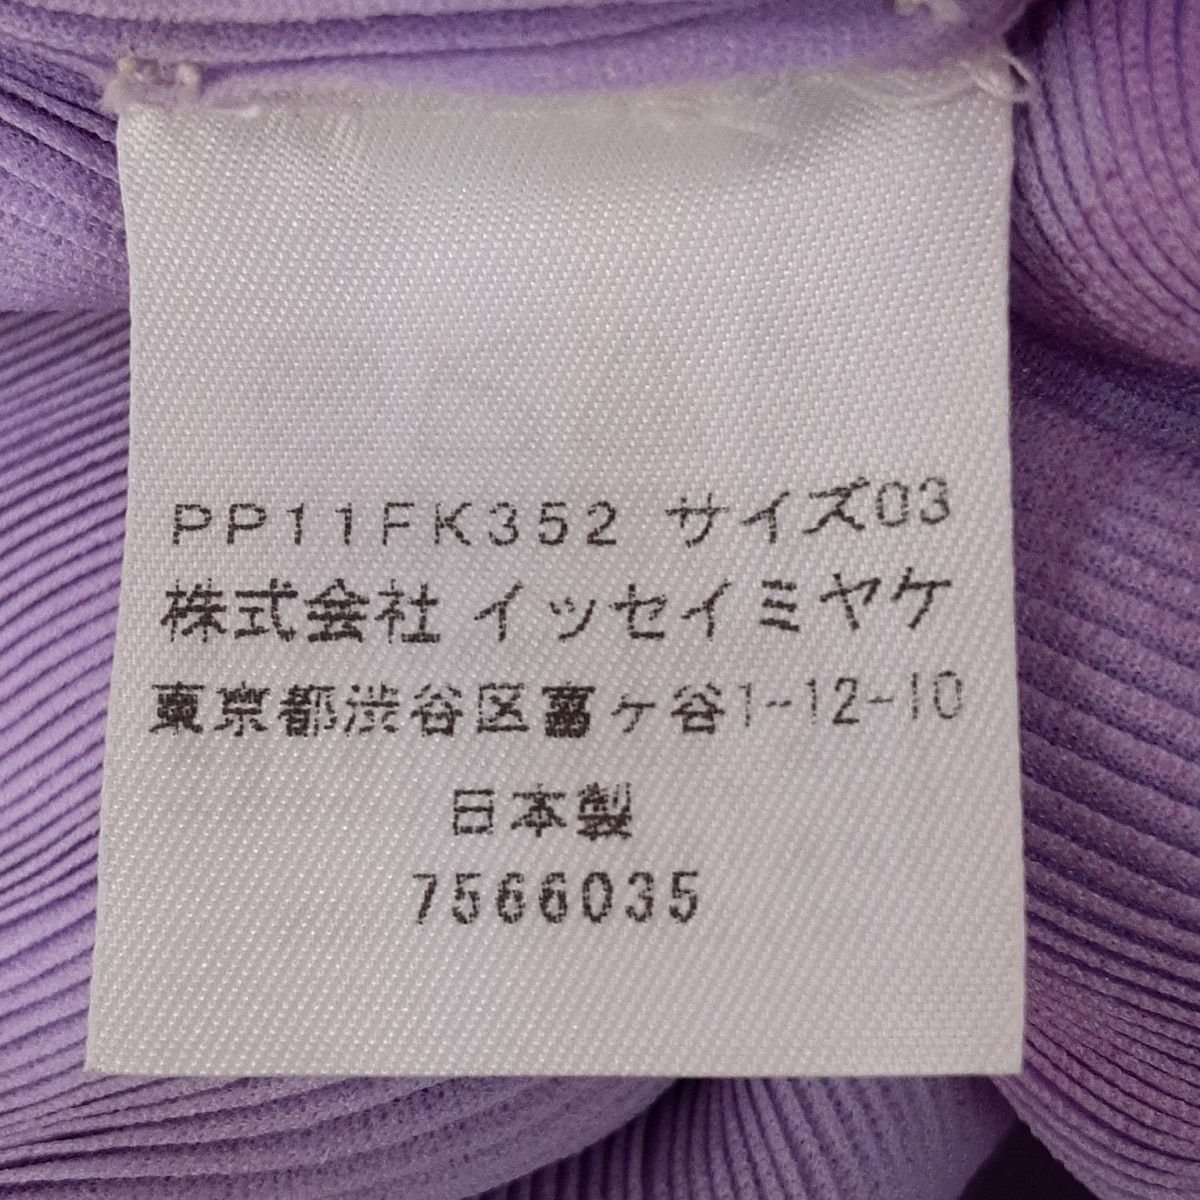 PP11FK352 サイズ03
株式会社 イッセイミヤケ
東京都渋谷区富ヶ谷1-12-10
日本製
7566035